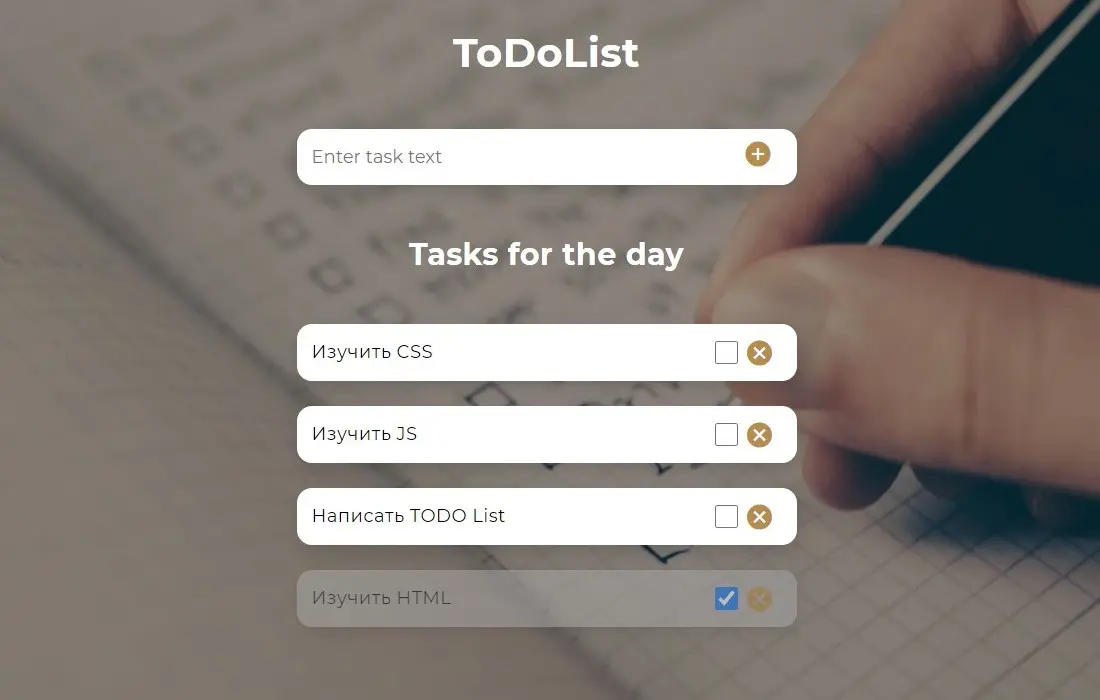 ToDoList
Enter task text
Tasks for the day
Изучить CSS
Изучить JS
Написать TODO List
Изучить HTML